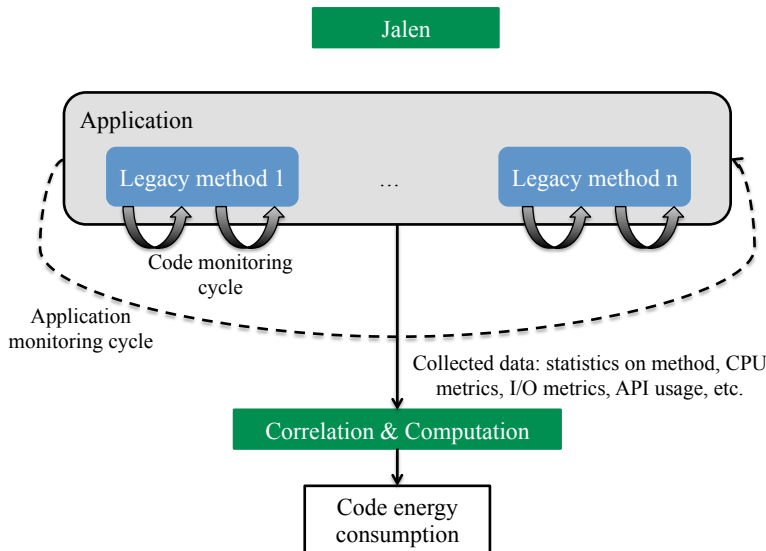 Jalen
Application
Legacy method 1
...
Legacy method n
Code monitoring
cycle
Application
monitoring cycle
Collected data: statistics on method, CPU
metrics, I/O metrics, API usage, etc.
Correlation & Computation
Code energy
consumption